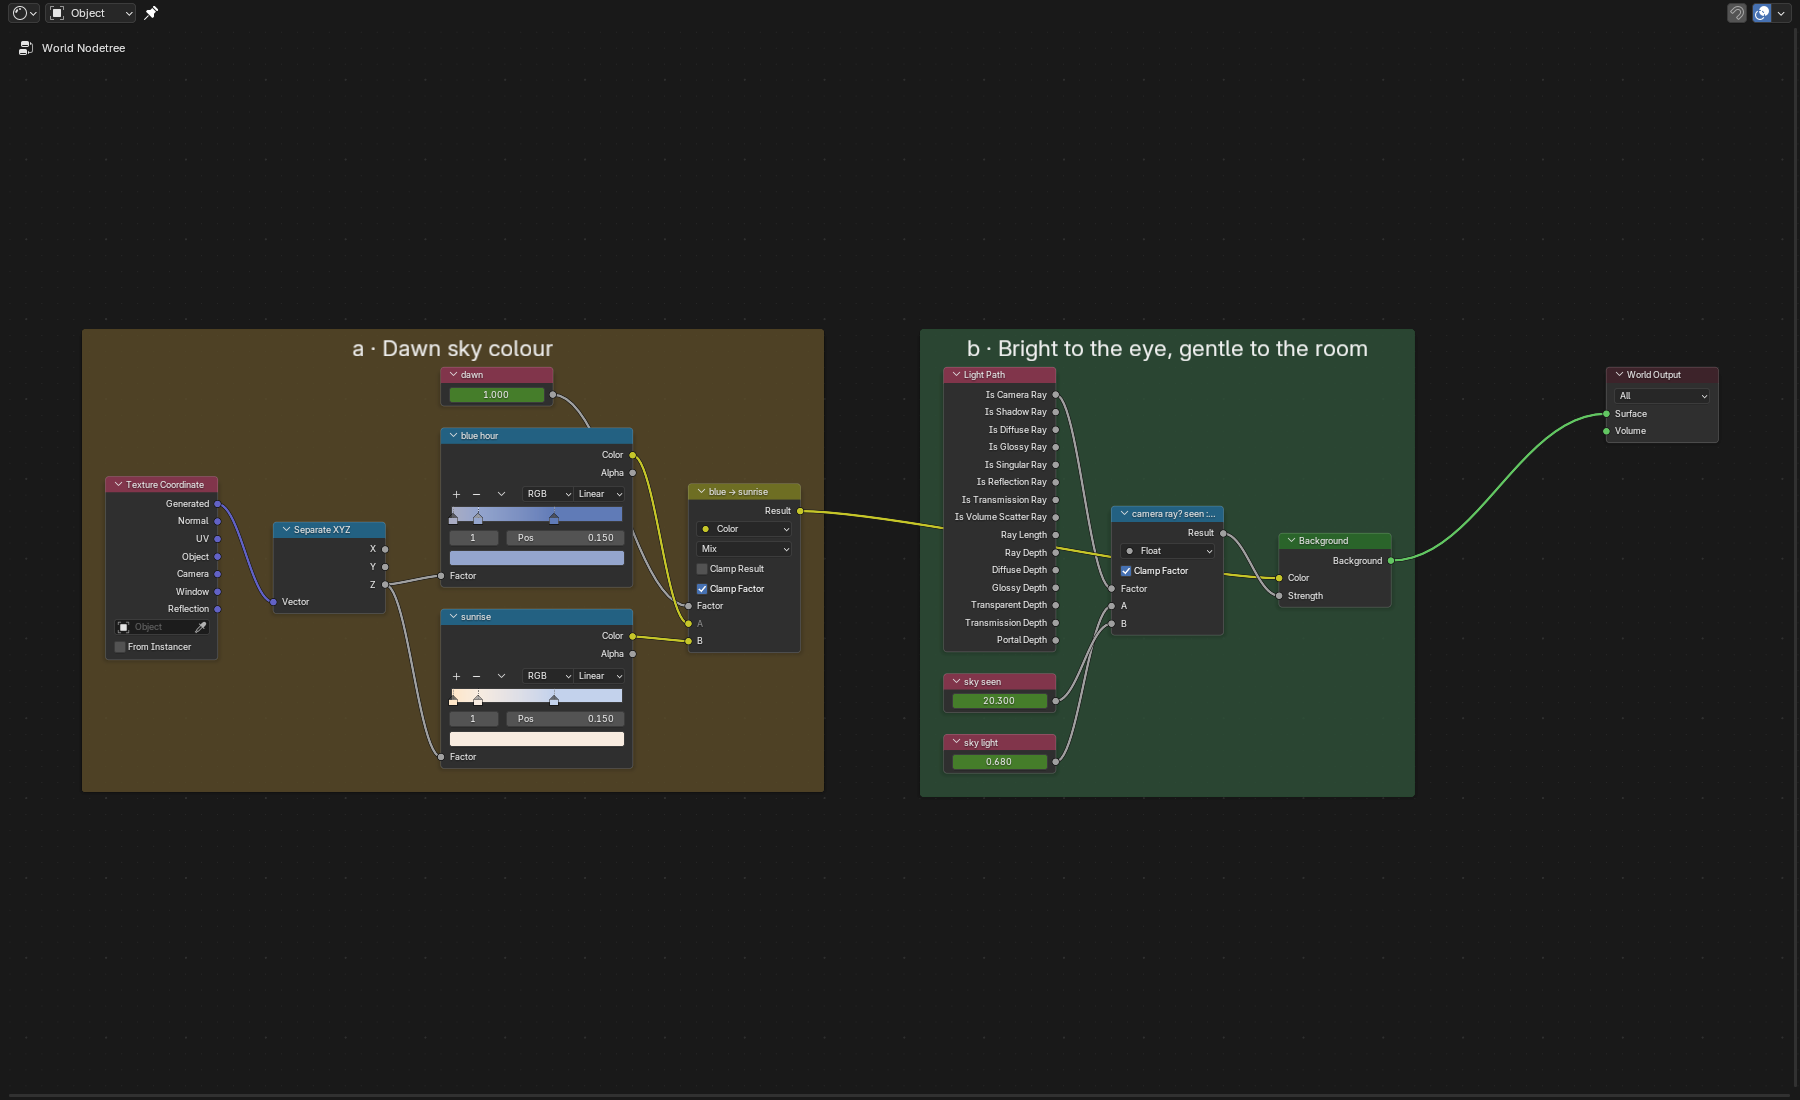 Object
World Nodetree
a · Dawn sky colour
dawn
1.000
blue hour
Color
Alpha
RGB
Linear
1
Pos
0.150
Factor
Texture Coordinate
Generated
Normal
UV
Object
Camera
Window
Reflection
Object
From Instancer
Separate XYZ
X
Y
Z
Vector
sunrise
Color
Alpha
RGB
Linear
1
Pos
0.150
Factor
blue → sunrise
Result
Color
Mix
Clamp Result
Clamp Factor
Factor
A
B
b · Bright to the eye, gentle to the room
Light Path
Is Camera Ray
Is Shadow Ray
Is Diffuse Ray
Is Glossy Ray
Is Singular Ray
Is Reflection Ray
Is Transmission Ray
Is Volume Scatter Ray
Ray Length
Ray Depth
Diffuse Depth
Glossy Depth
Transparent Depth
Transmission Depth
Portal Depth
sky seen
20.300
sky light
0.680
camera ray? seen :...
Result
Float
Clamp Factor
Factor
A
B
Background
Background
Color
Strength
World Output
All
Surface
Volume